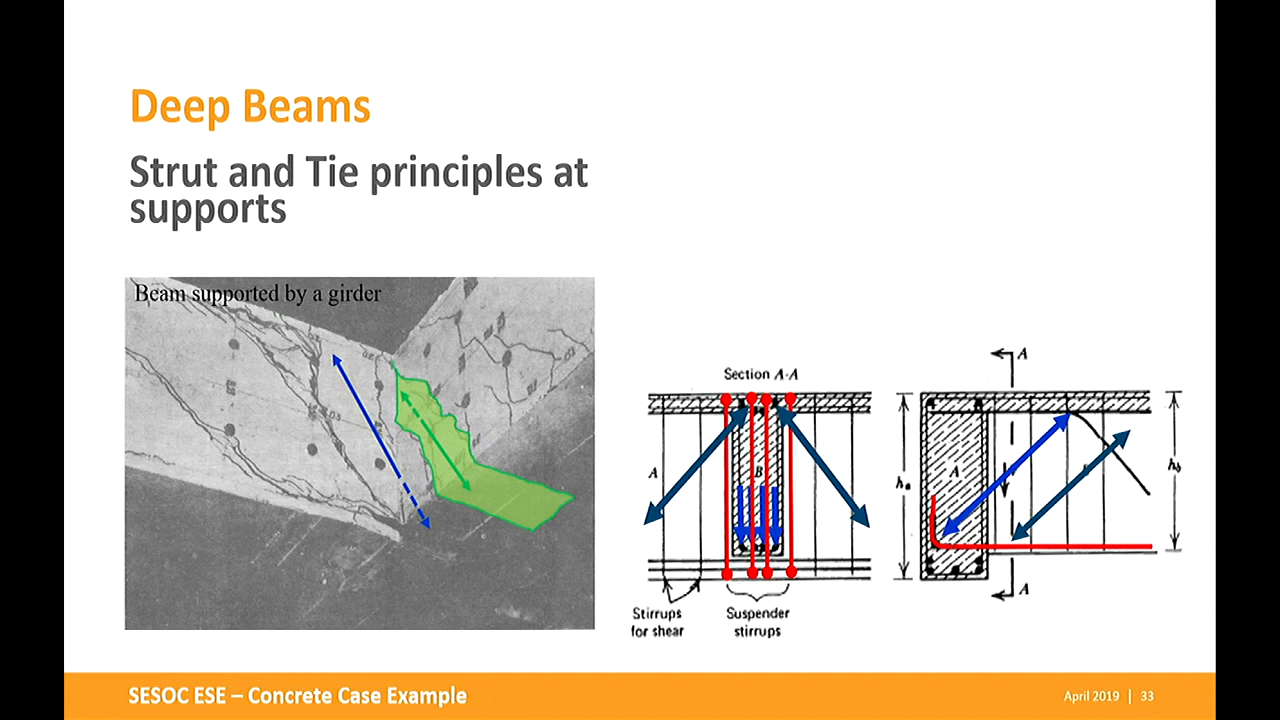 Deep Beams
Strut and Tie principles at
supports
Beam supported by a girder
Section A-A
A
B
hₐ
A
A
h_b
A
Stirrups
for shear
Suspender
stirrups
SESOC ESE – Concrete Case Example
April 2019 | 33